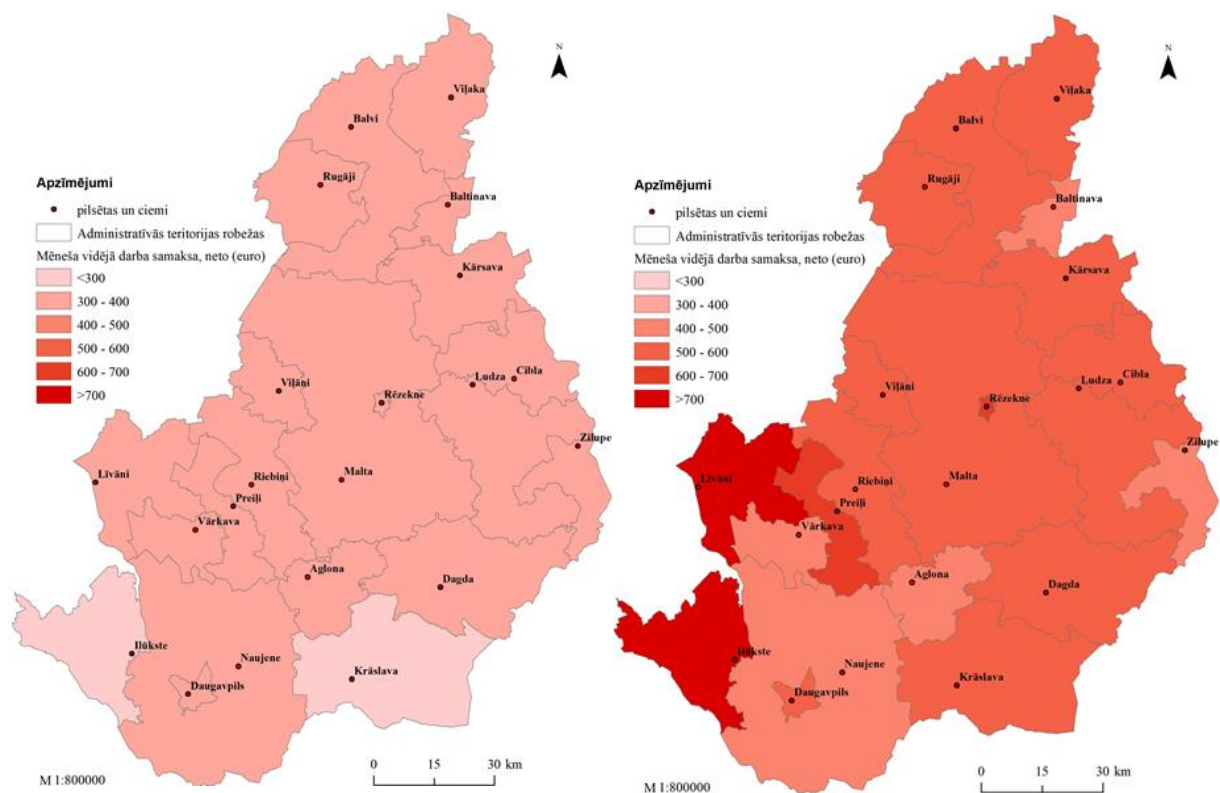 N
Viļaka
Balvi
Rugāji
Baltinava
Apzīmējumi
pilsētas un ciemi
Administratīvās teritorijas robežas
Mēneša vidējā darba samaksa, neto (euro)
<300
300 - 400
400 - 500
500 - 600
600 - 700
>700
Kārsava
Ludza
Cibla
Viļāni
Rēzekne
Zilupe
Līvāni
Riebiņi
Malta
Preiļi
Vārkava
Aglona
Dagda
Ilūkste
Naujene
Krāslava
Daugavpils
M 1:800000
0 15 30 km
N
Viļaka
Balvi
Rugāji
Baltinava
Apzīmējumi
pilsētas un ciemi
Administratīvās teritorijas robežas
Mēneša vidējā darba samaksa, neto (euro)
<300
300 - 400
400 - 500
500 - 600
600 - 700
>700
Kārsava
Ludza
Cibla
Viļāni
Rēzekne
Zilupe
Līvāni
Riebiņi
Malta
Preiļi
Vārkava
Aglona
Dagda
Ilūkste
Naujene
Krāslava
Daugavpils
M 1:800000
0 15 30 km